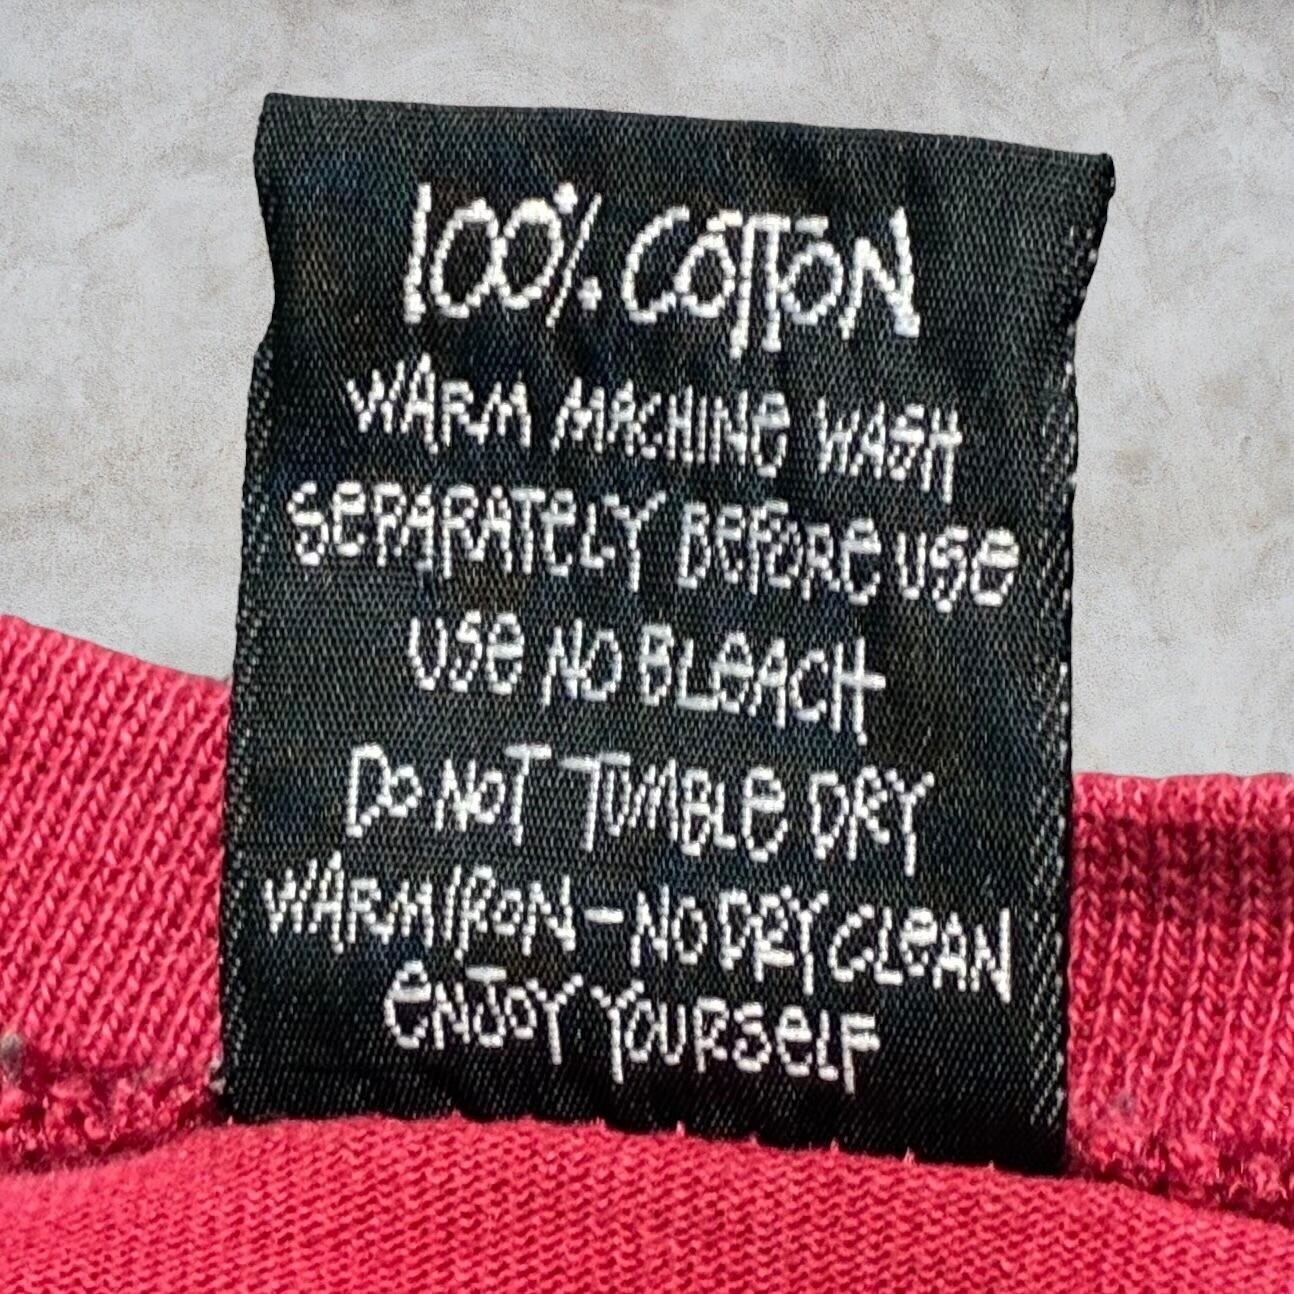 100% COTTON
WARM MACHINE WASH
SEPARATELY BEFORE USE
USE NO BLEACH
DO NOT TUMBLE DRY
WARM IRON – NO DRY CLEAN
ENJOY YOURSELF